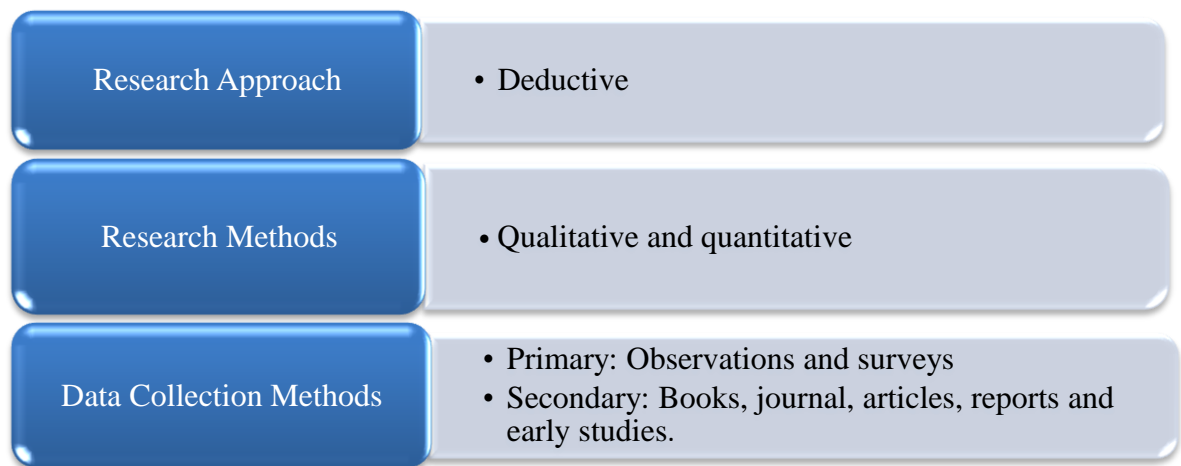 Research Approach
• Deductive
Research Methods
• Qualitative and quantitative
Data Collection Methods
• Primary: Observations and surveys
• Secondary: Books, journal, articles, reports and
early studies.